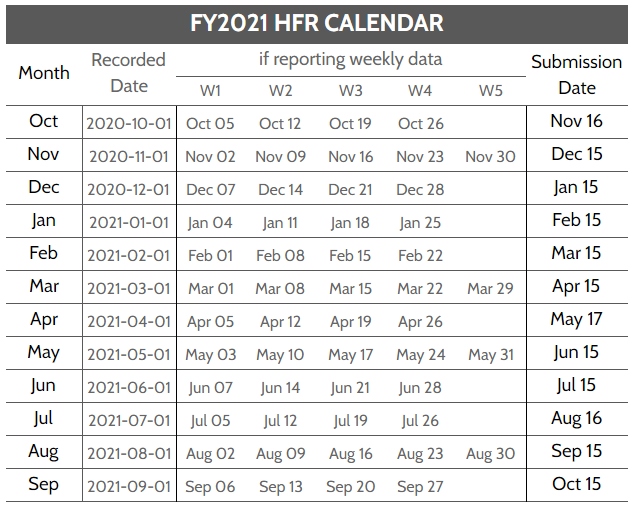 FY2021 HFR CALENDAR
Month Recorded Date if reporting weekly data Submission Date
W1 W2 W3 W4 W5
Oct 2020-10-01 Oct 05 Oct 12 Oct 19 Oct 26 Nov 16
Nov 2020-11-01 Nov 02 Nov 09 Nov 16 Nov 23 Nov 30 Dec 15
Dec 2020-12-01 Dec 07 Dec 14 Dec 21 Dec 28 Jan 15
Jan 2021-01-01 Jan 04 Jan 11 Jan 18 Jan 25 Feb 15
Feb 2021-02-01 Feb 01 Feb 08 Feb 15 Feb 22 Mar 15
Mar 2021-03-01 Mar 01 Mar 08 Mar 15 Mar 22 Mar 29 Apr 15
Apr 2021-04-01 Apr 05 Apr 12 Apr 19 Apr 26 May 17
May 2021-05-01 May 03 May 10 May 17 May 24 May 31 Jun 15
Jun 2021-06-01 Jun 07 Jun 14 Jun 21 Jun 28 Jul 15
Jul 2021-07-01 Jul 05 Jul 12 Jul 19 Jul 26 Aug 16
Aug 2021-08-01 Aug 02 Aug 09 Aug 16 Aug 23 Aug 30 Sep 15
Sep 2021-09-01 Sep 06 Sep 13 Sep 20 Sep 27 Oct 15